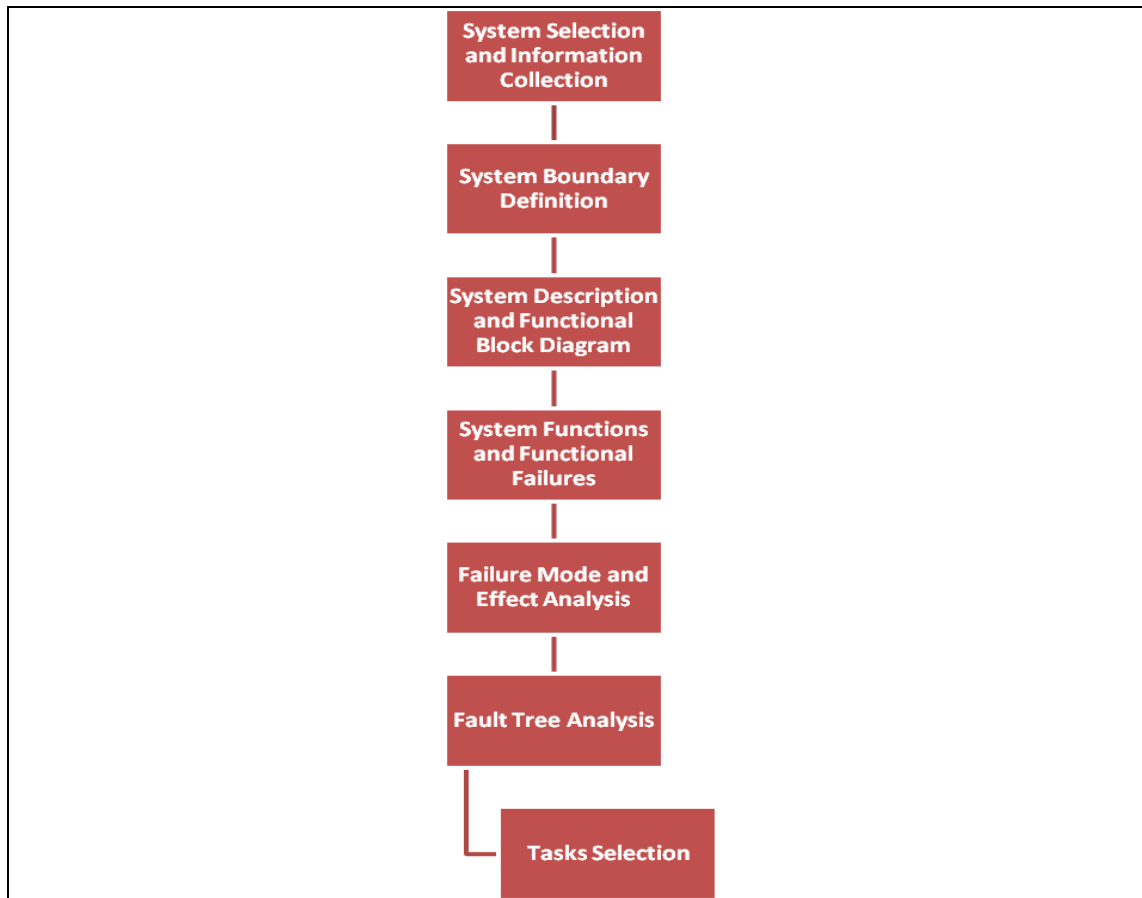 System Selection
and Information
Collection
System Boundary
Definition
System Description
and Functional
Block Diagram
System Functions
and Functional
Failures
Failure Mode and
Effect Analysis
Fault Tree Analysis
Tasks Selection